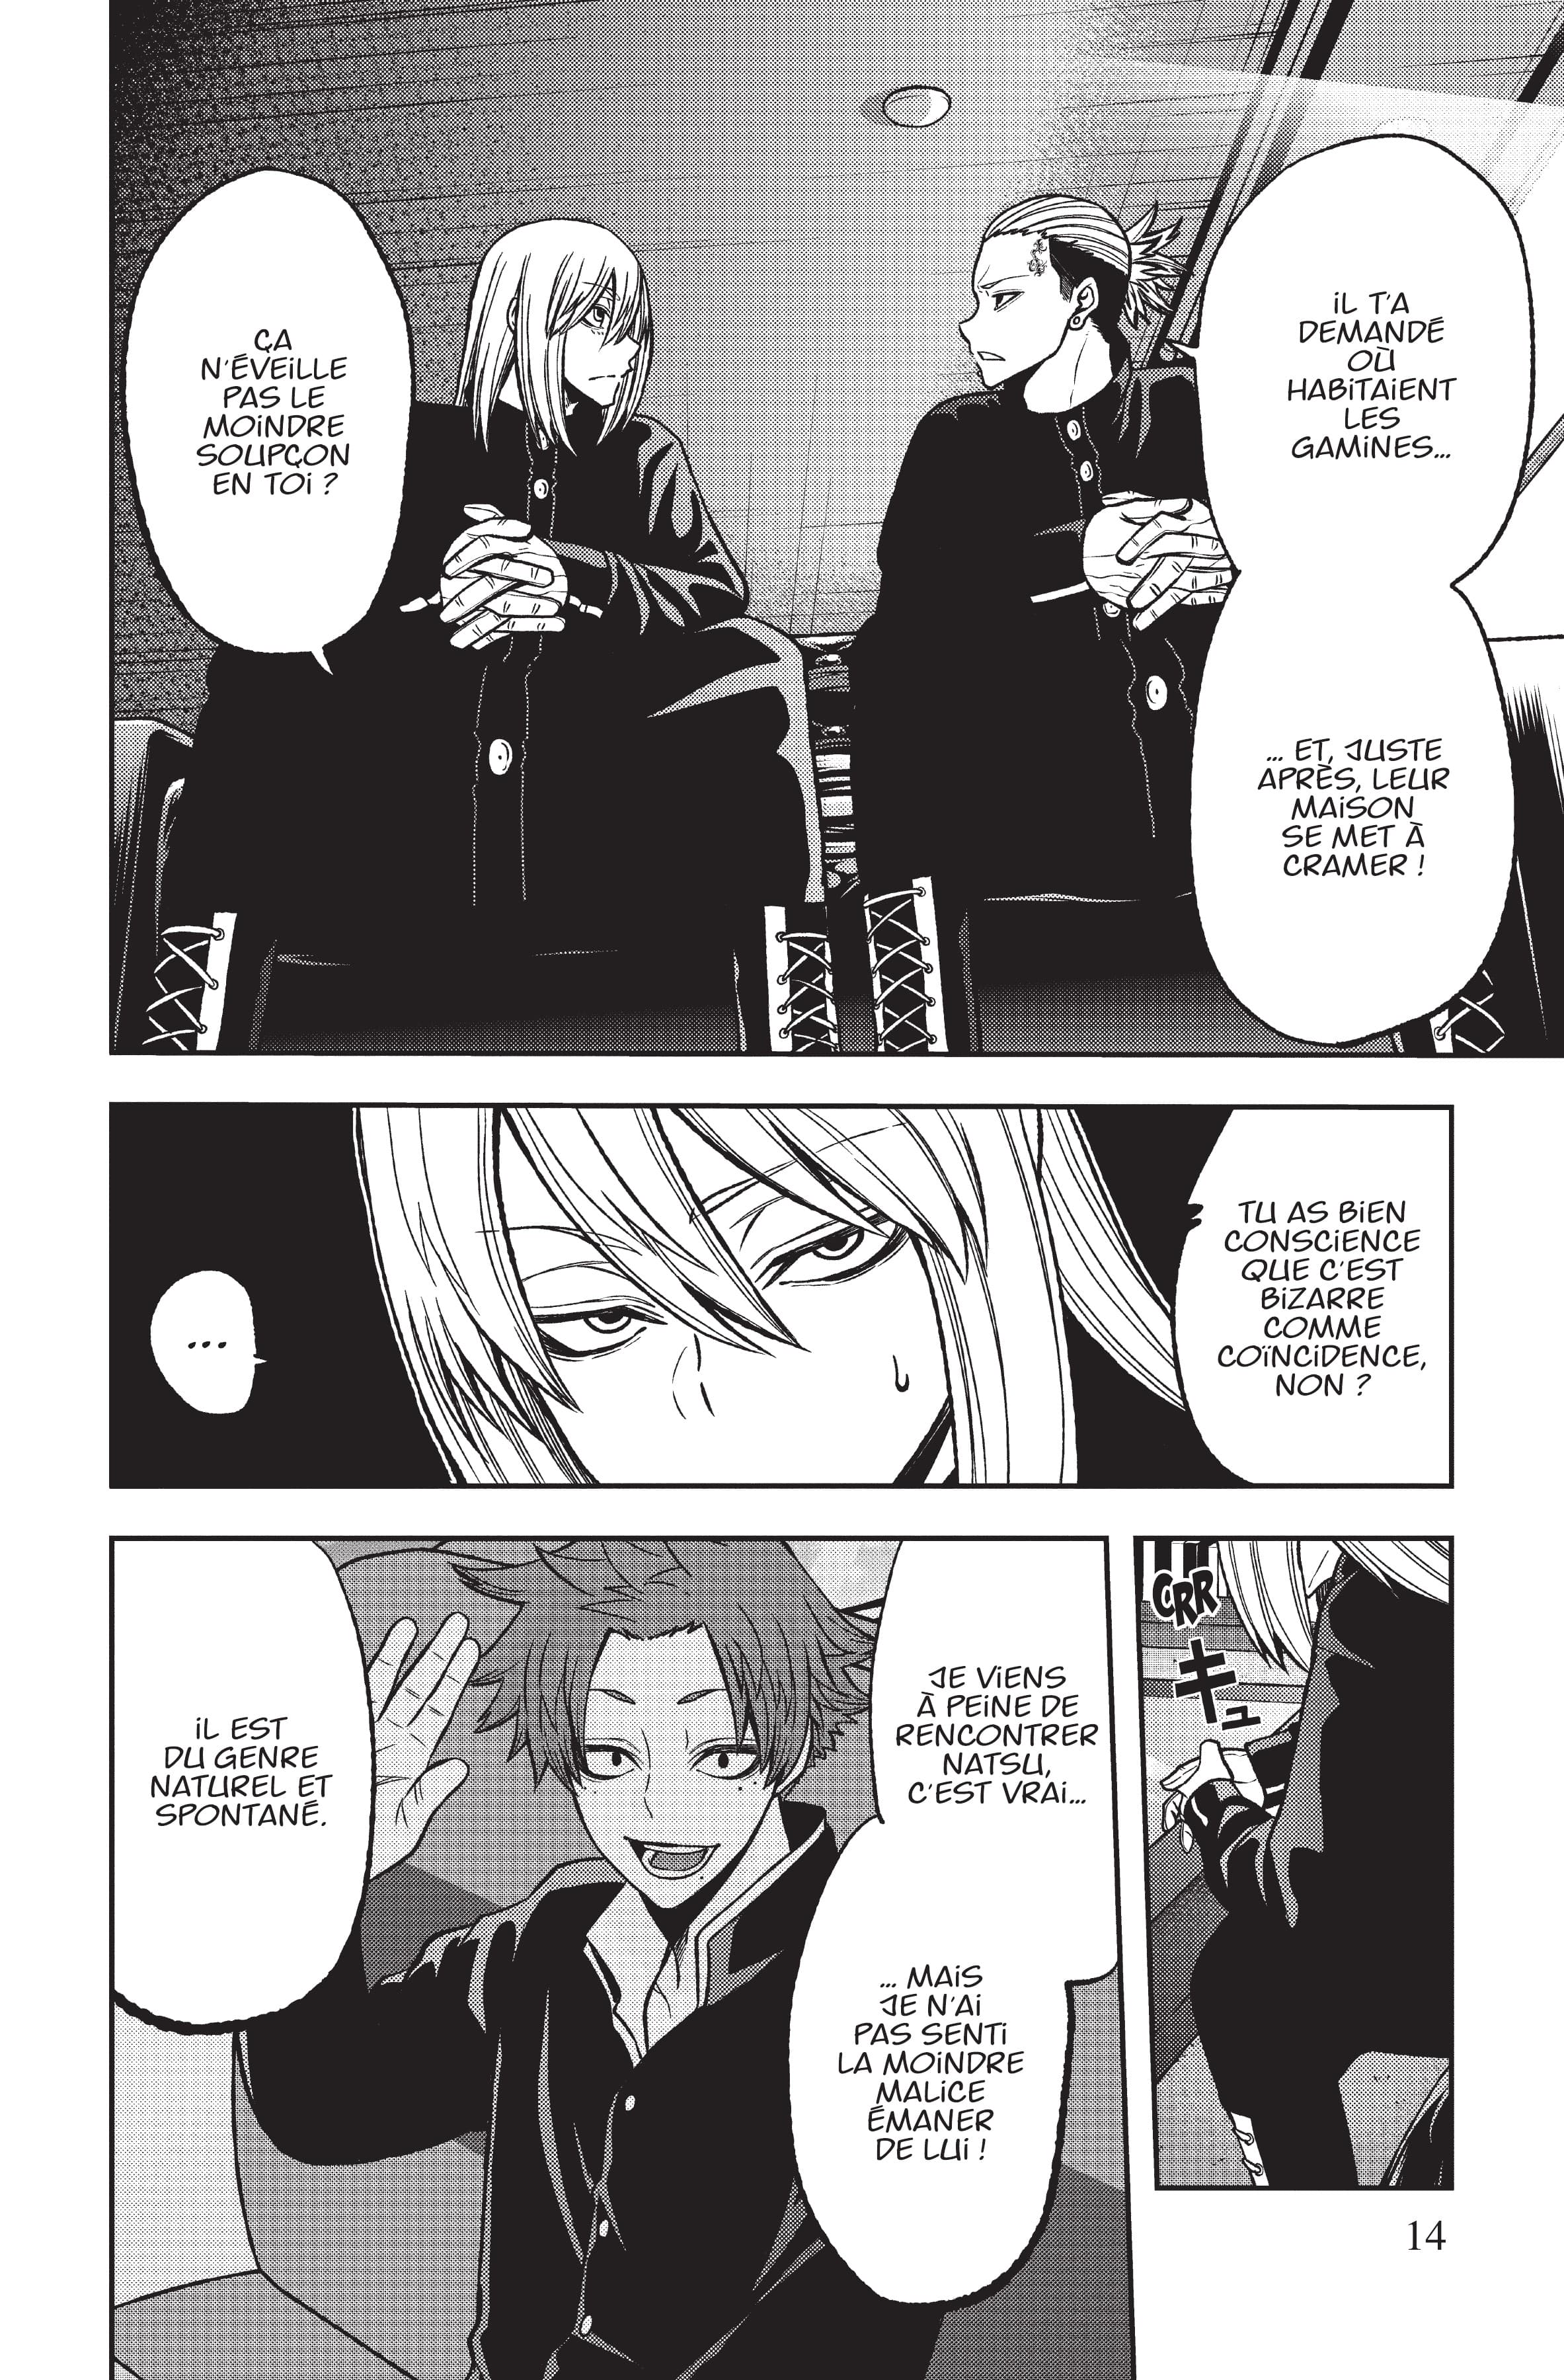 IL T'A
DEMANDÉ
OÙ
HABITAIENT
LES
GAMINES...
... ET, JUSTE
APRÈS, LEUR
MAISON
SE MET À
CRAMER !
ÇA
N'ÉVEILLE
PAS LE
MOINDRE
SOUPÇON
EN TOI ?
TU AS BIEN
CONSCIENCE
QUE C'EST
BIZARRE
COMME
COÏNCIDENCE,
NON ?
...
CRR
キュ
JE VIENS
À PEINE DE
RENCONTRER
NATSU,
C'EST VRAI...
... MAIS
JE N'AI
PAS SENTI
LA MOINDRE
MALICE
ÉMANER
DE LUI !
IL EST
DU GENRE
NATUREL ET
SPONTANÉ.
14